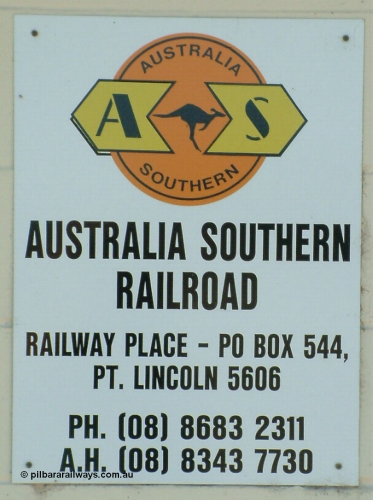 AUSTRALIA
A S
SOUTHERN
AUSTRALIA SOUTHERN
RAILROAD
RAILWAY PLACE - PO BOX 544,
PT. LINCOLN 5606
PH. (08) 8683 2311
A.H. (08) 8343 7730
© pilbararailways.com.au